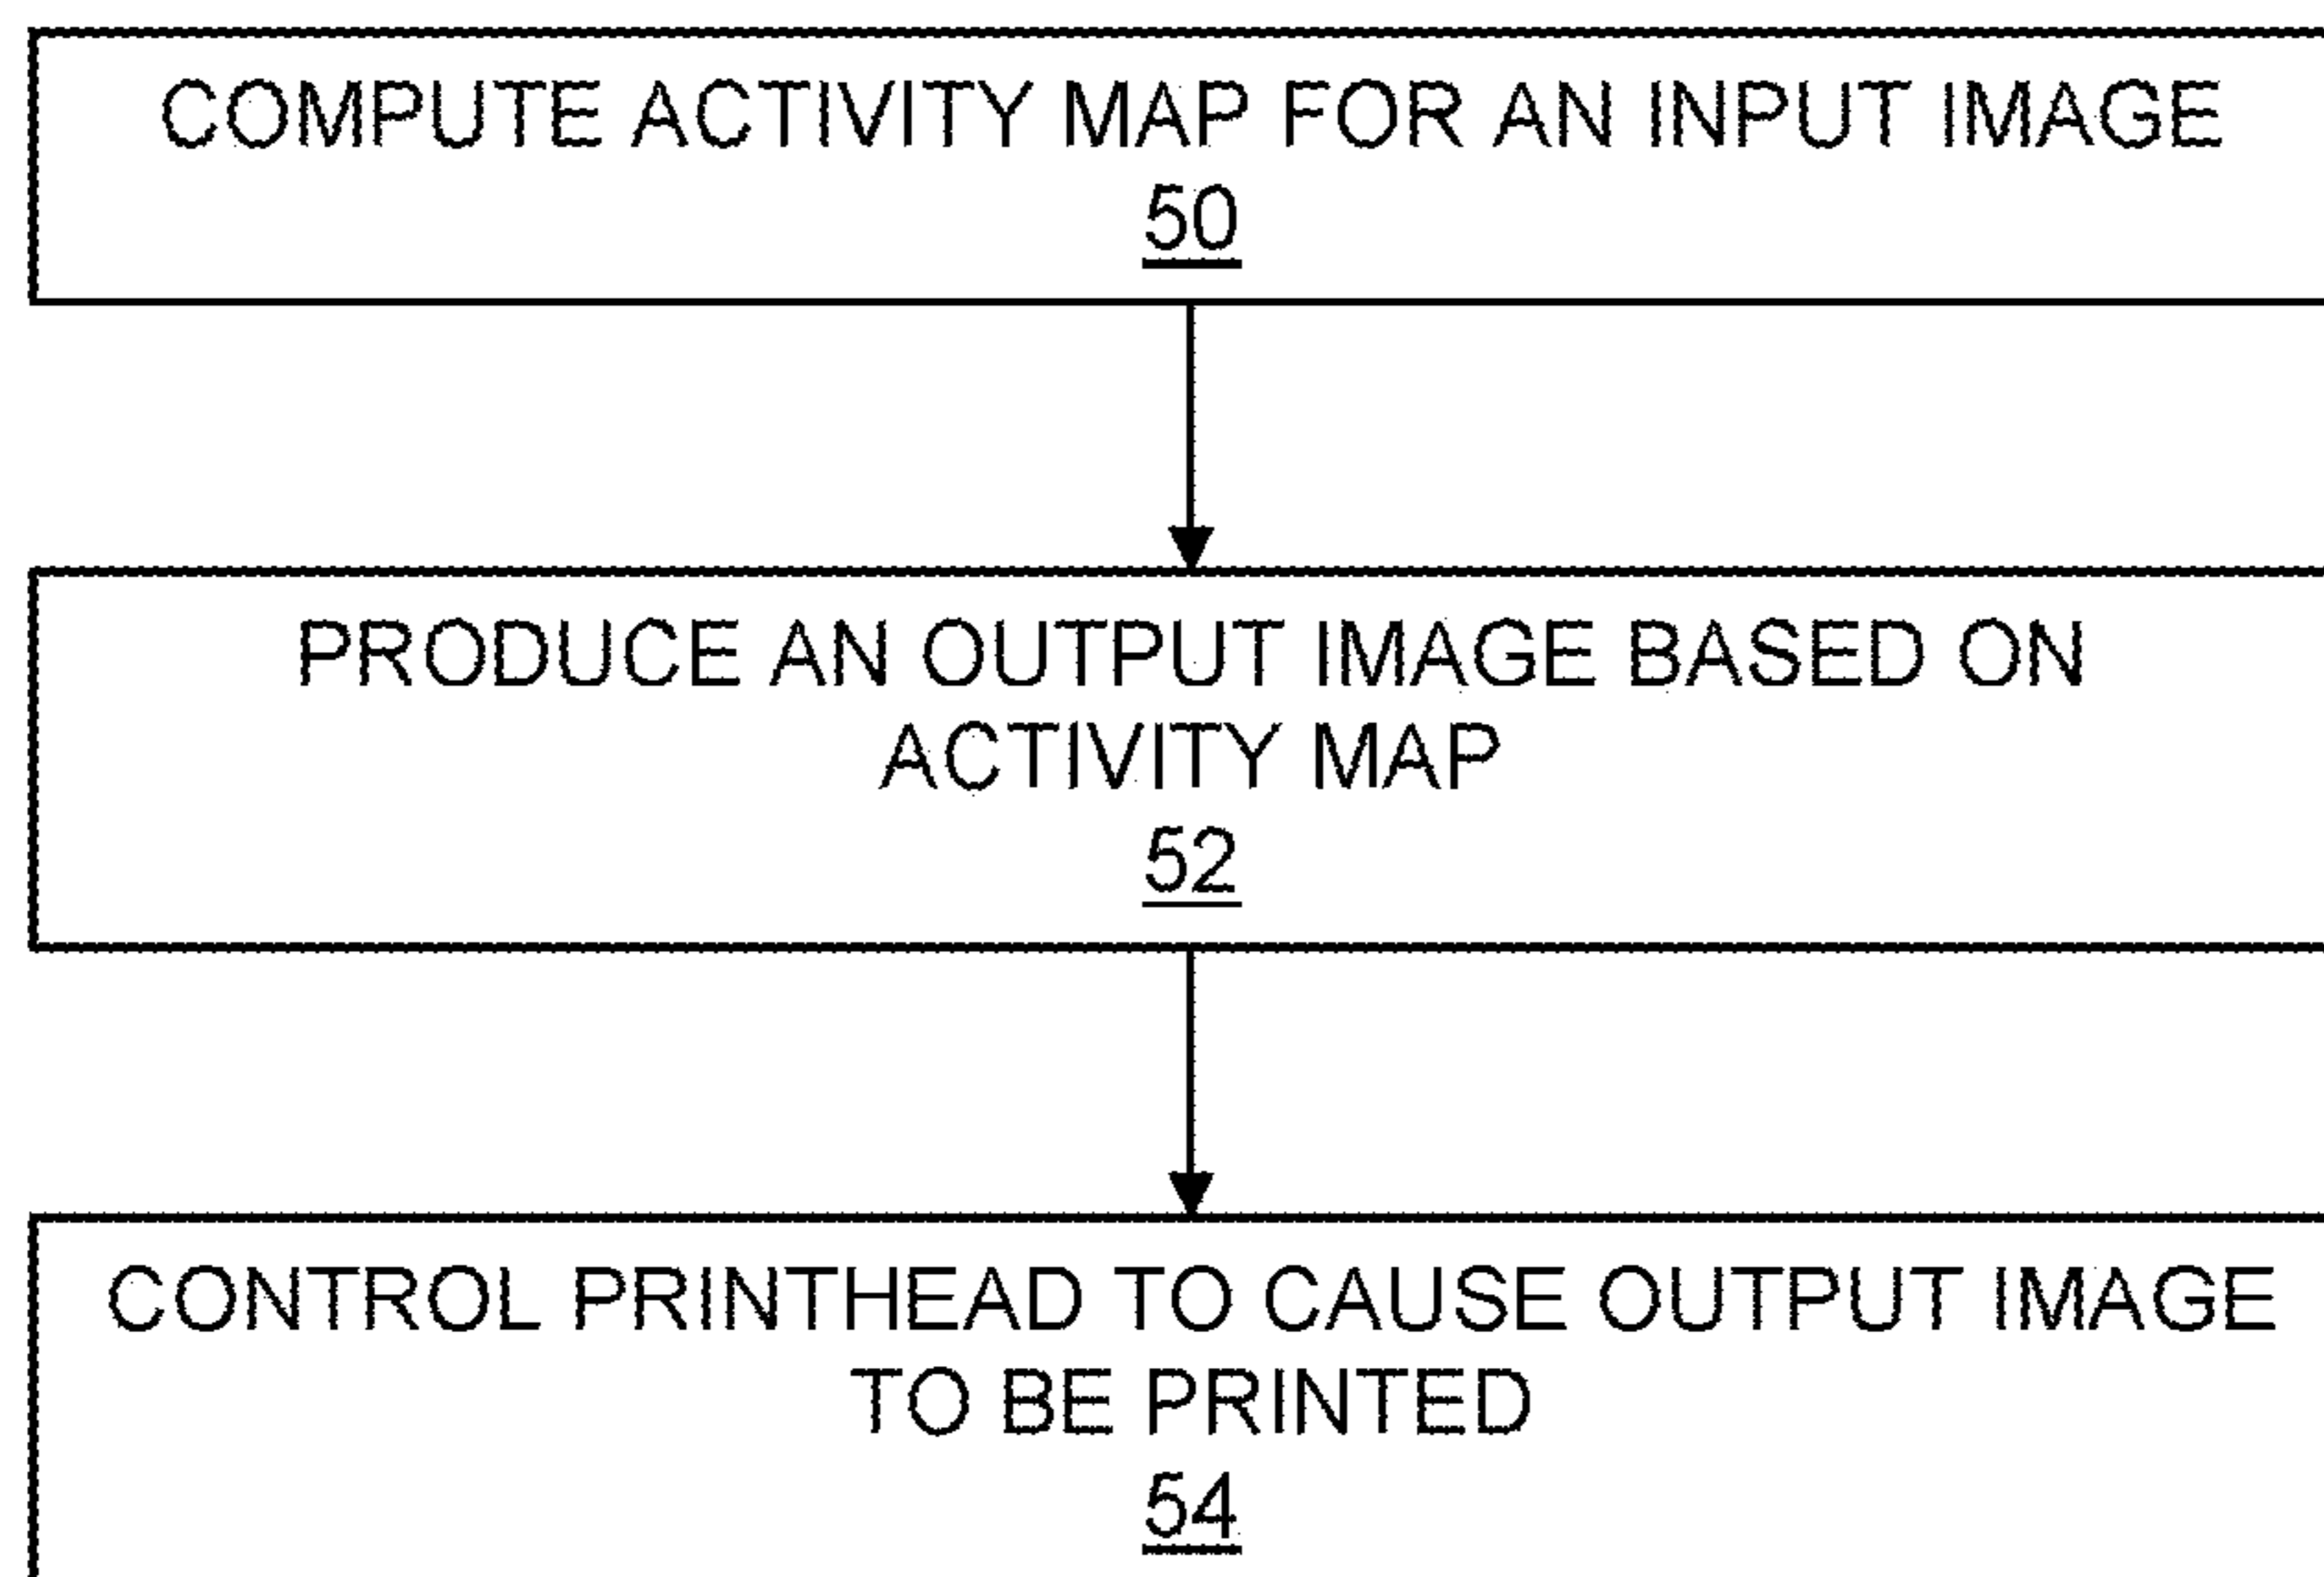 COMPUTE ACTIVITY MAP FOR AN INPUT IMAGE
50
PRODUCE AN OUTPUT IMAGE BASED ON
ACTIVITY MAP
52
CONTROL PRINTHEAD TO CAUSE OUTPUT IMAGE
TO BE PRINTED
54